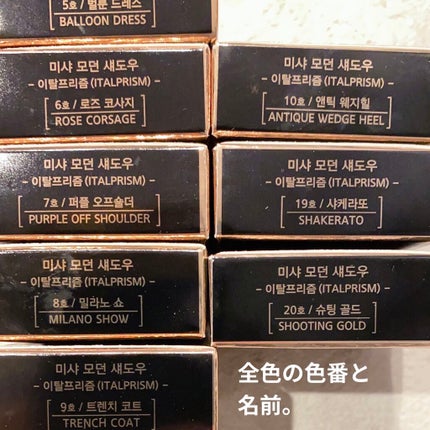 5호 / 벌룬 드레스
BALLOON DRESS
미샤 모던 섀도우
- 이탈프리즘 (ITALPRISM) -
6호 / 로즈 코사지
ROSE CORSAGE
미샤 모던 섀도우
- 이탈프리즘 (ITALPRISM) -
7호 / 퍼플 오프숄더
PURPLE OFF SHOULDER
미샤 모던 섀도우
- 이탈프리즘 (ITALPRISM) -
8호 / 밀라노 쇼
MILANO SHOW
미샤 모던 섀도우
- 이탈프리즘 (ITALPRISM) -
9호 / 트렌치 코트
TRENCH COAT
미샤 모던 섀도우
- 이탈프리즘 (ITALPRISM) -
10호 / 앤틱 웨지힐
ANTIQUE WEDGE HEEL
미샤 모던 섀도우
- 이탈프리즘 (ITALPRISM) -
19호 / 샤케라또
SHAKERATO
미샤 모던 섀도우
- 이탈프리즘 (ITALPRISM) -
20호 / 슈팅 골드
SHOOTING GOLD
全色の色番と
名前。